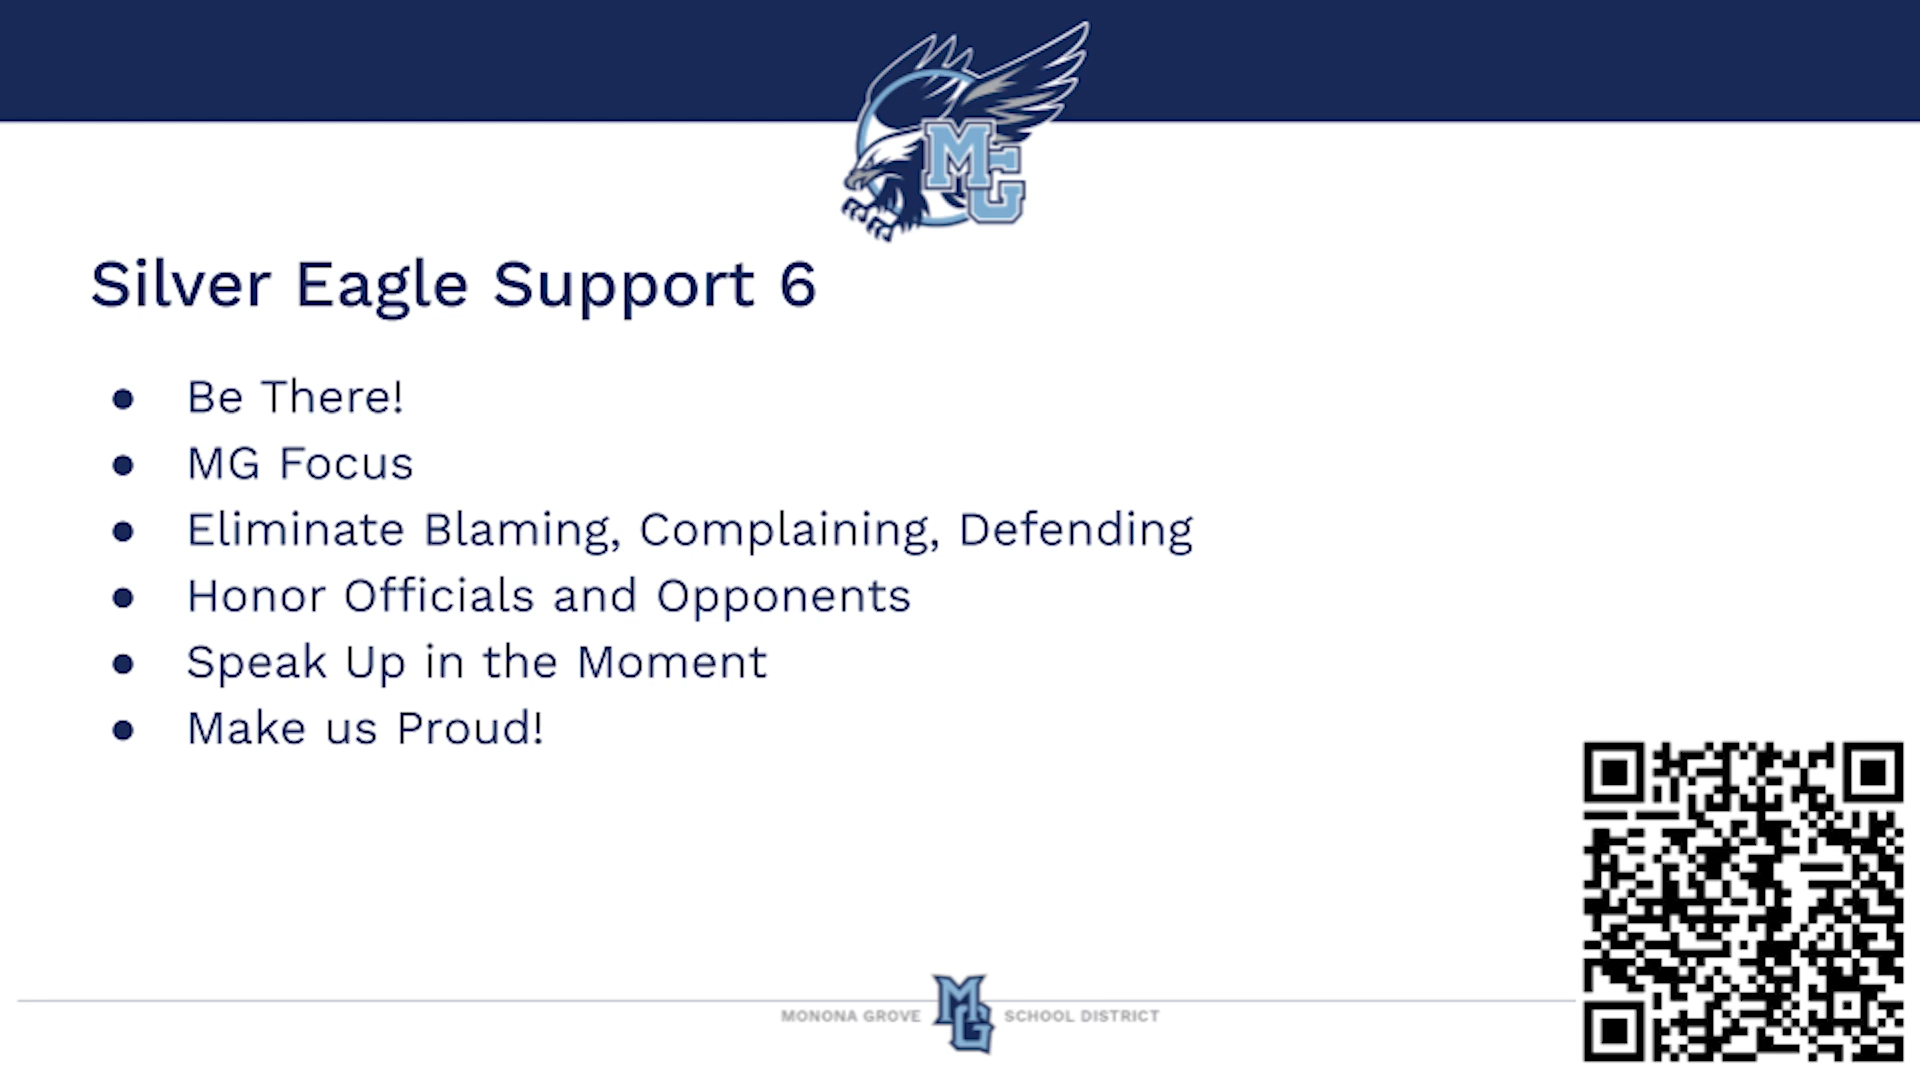 MG
Silver Eagle Support 6
● Be There!
● MG Focus
● Eliminate Blaming, Complaining, Defending
● Honor Officials and Opponents
● Speak Up in the Moment
● Make us Proud!
MONONA GROVE MG SCHOOL DISTRICT